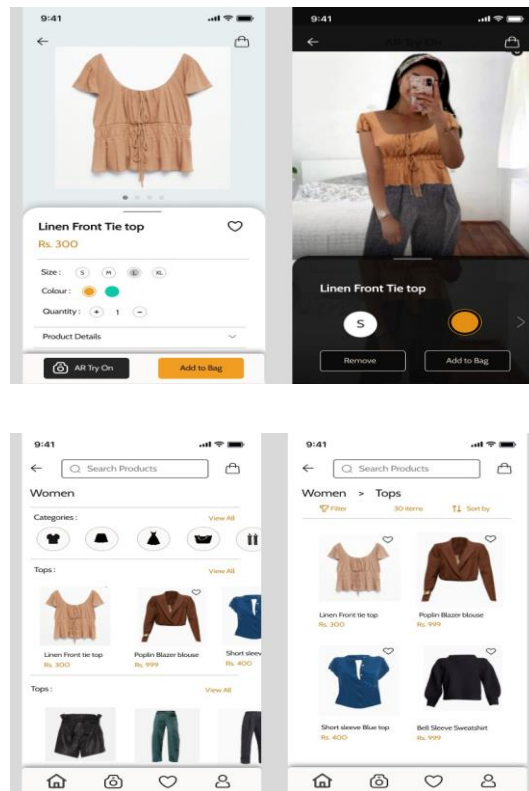 9:41
Linen Front Tie top
Rs. 300
Size : S M L XL
Colour :
Quantity : + 1 −
Product Details
AR Try On
Add to Bag
9:41
AR Try On
Linen Front Tie top
S
>
Remove
Add to Bag
9:41
Search Products
Women
Categories :
View All
Tops :
View All
Linen Front tie top
Rs. 300
Poplin Blazer blouse
Rs. 999
Short sleev
Rs. 400
Tops :
View All
9:41
Search Products
Women > Tops
Filter
30 items
Sort by
Linen Front tie top
Rs. 300
Poplin Blazer blouse
Rs. 999
Short sleeve Blue top
Rs. 400
Bell Sleeve Sweatshirt
Rs. 999